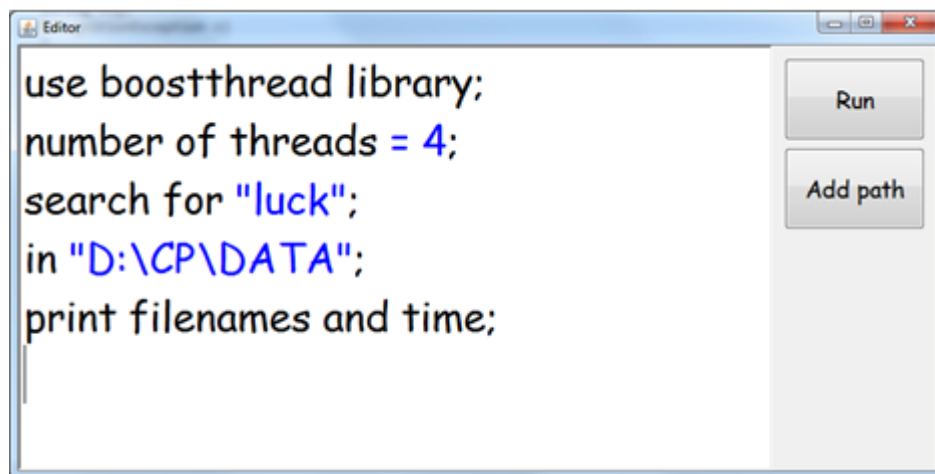 Editor
use boostthread library;
number of threads = 4;
search for "luck";
in "D:\CP\DATA";
print filenames and time;
Run
Add path